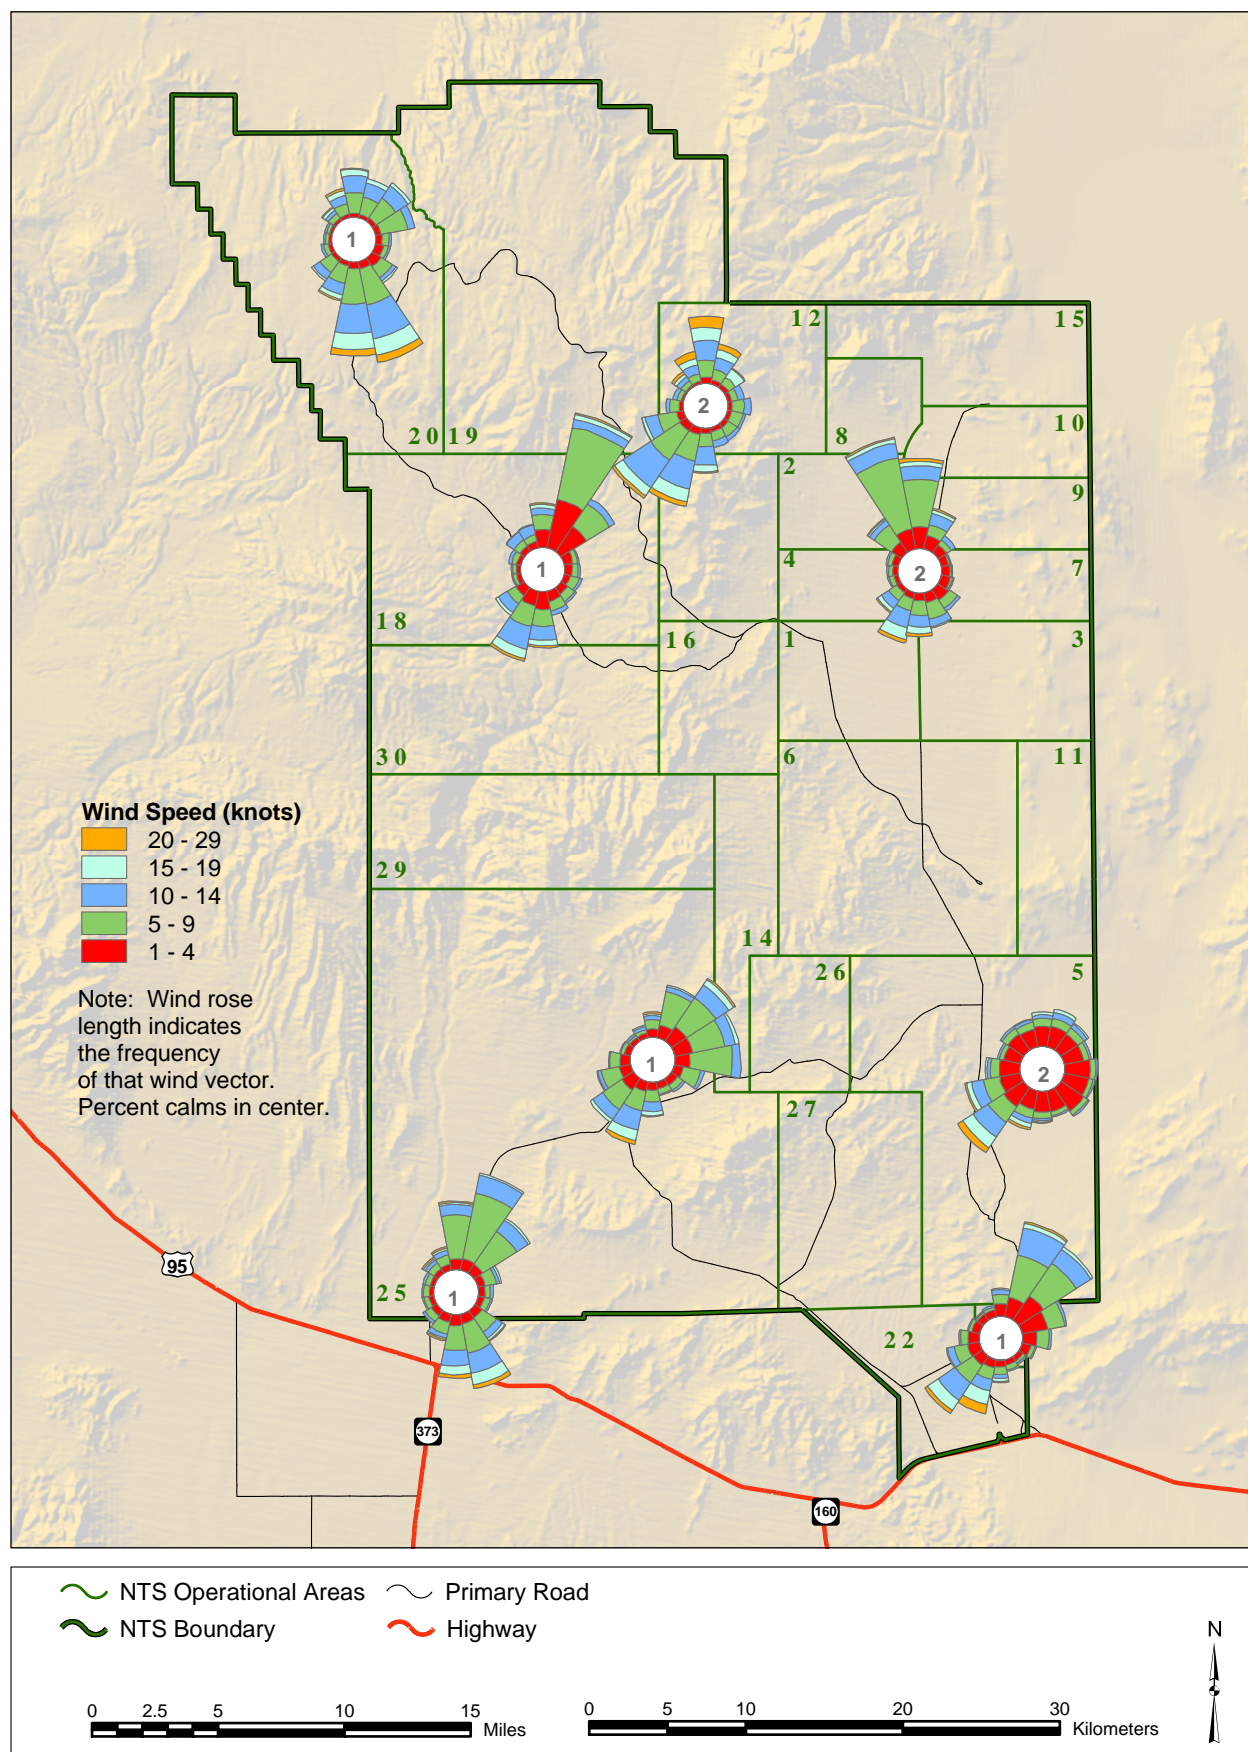 1
12
15
2
10
8
20 19
2
9
1
4
2
7
18
16
1
3
30
6
11
Wind Speed (knots)
20 - 29
15 - 19
10 - 14
5 - 9
1 - 4
29
14
26
5
Note: Wind rose
length indicates
the frequency
of that wind vector.
Percent calms in center.
1
2
27
95
25
1
22
1
373
160
NTS Operational Areas
Primary Road
NTS Boundary
Highway
N
0 2.5 5 10 15
Miles
0 5 10 20 30
Kilometers